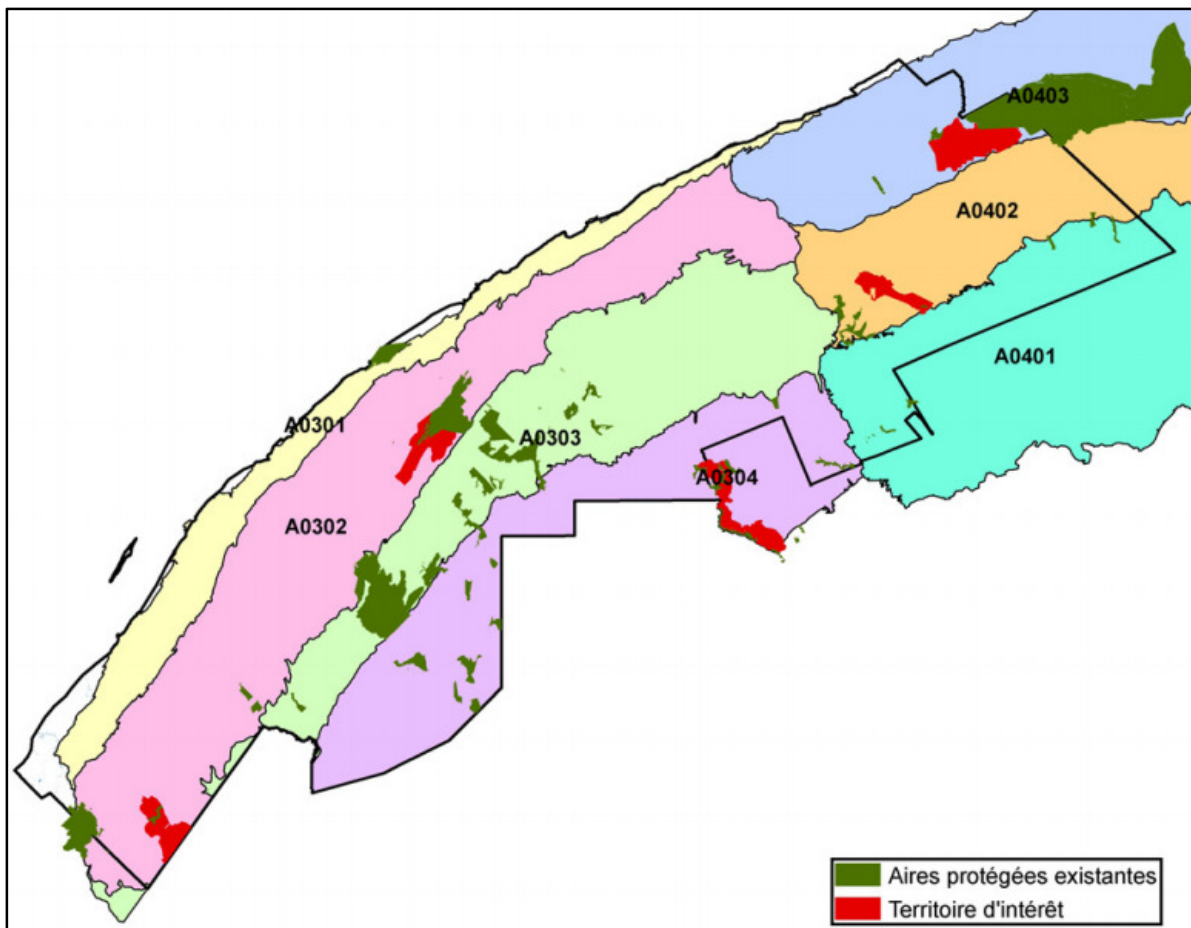 A0403
A0402
A0401
A0301
A0303
A0304
A0302
Aires protégées existantes
Territoire d'intérêt